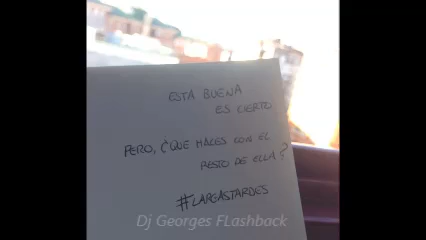 ESTA BUENA
ES CIERTO
PERO, ¿QUE HACES CON EL
RESTO DE ELLA?
#LARGASTARDES
Dj Georges FLashback